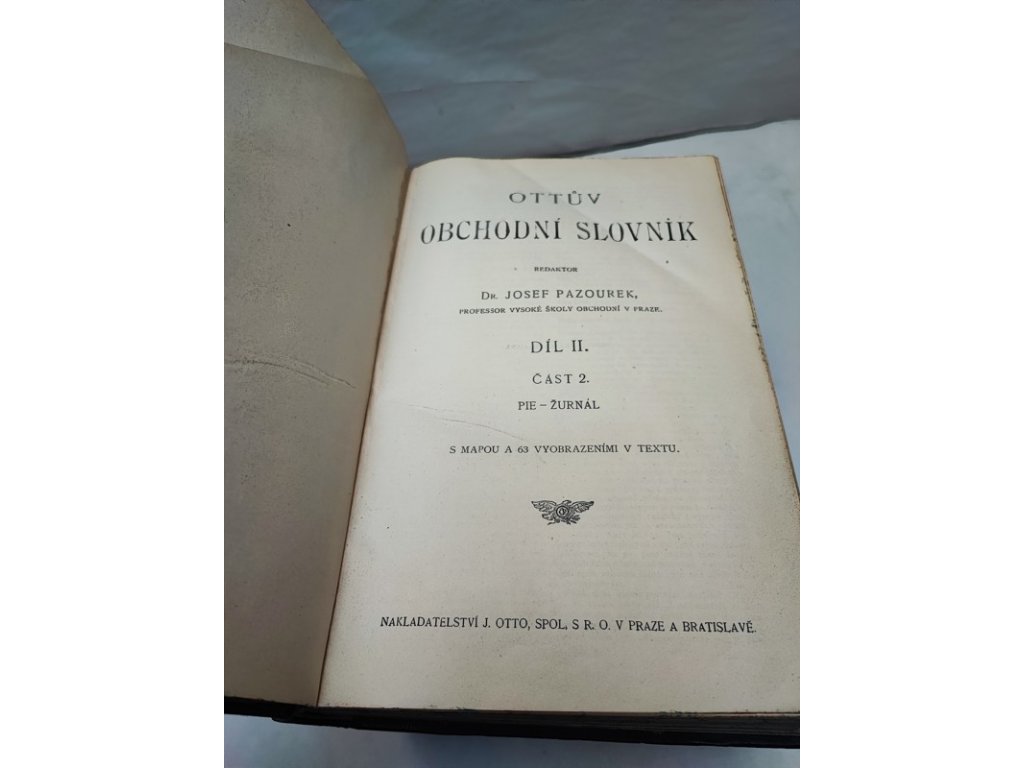 OTTŮV
OBCHODNÍ SLOVNÍK
REDAKTOR
DR. JOSEF PAZOUREK,
PROFESSOR VYSOKÉ ŠKOLY OBCHODNÍ V PRAZE.
DÍL II.
ČÁST 2.
PIE – ŽURNÁL
S MAPOU A 63 VYOBRAZENÍMI V TEXTU.
NAKLADATELSTVÍ J. OTTO, SPOL. S R. O. V PRAZE A BRATISLAVĚ.